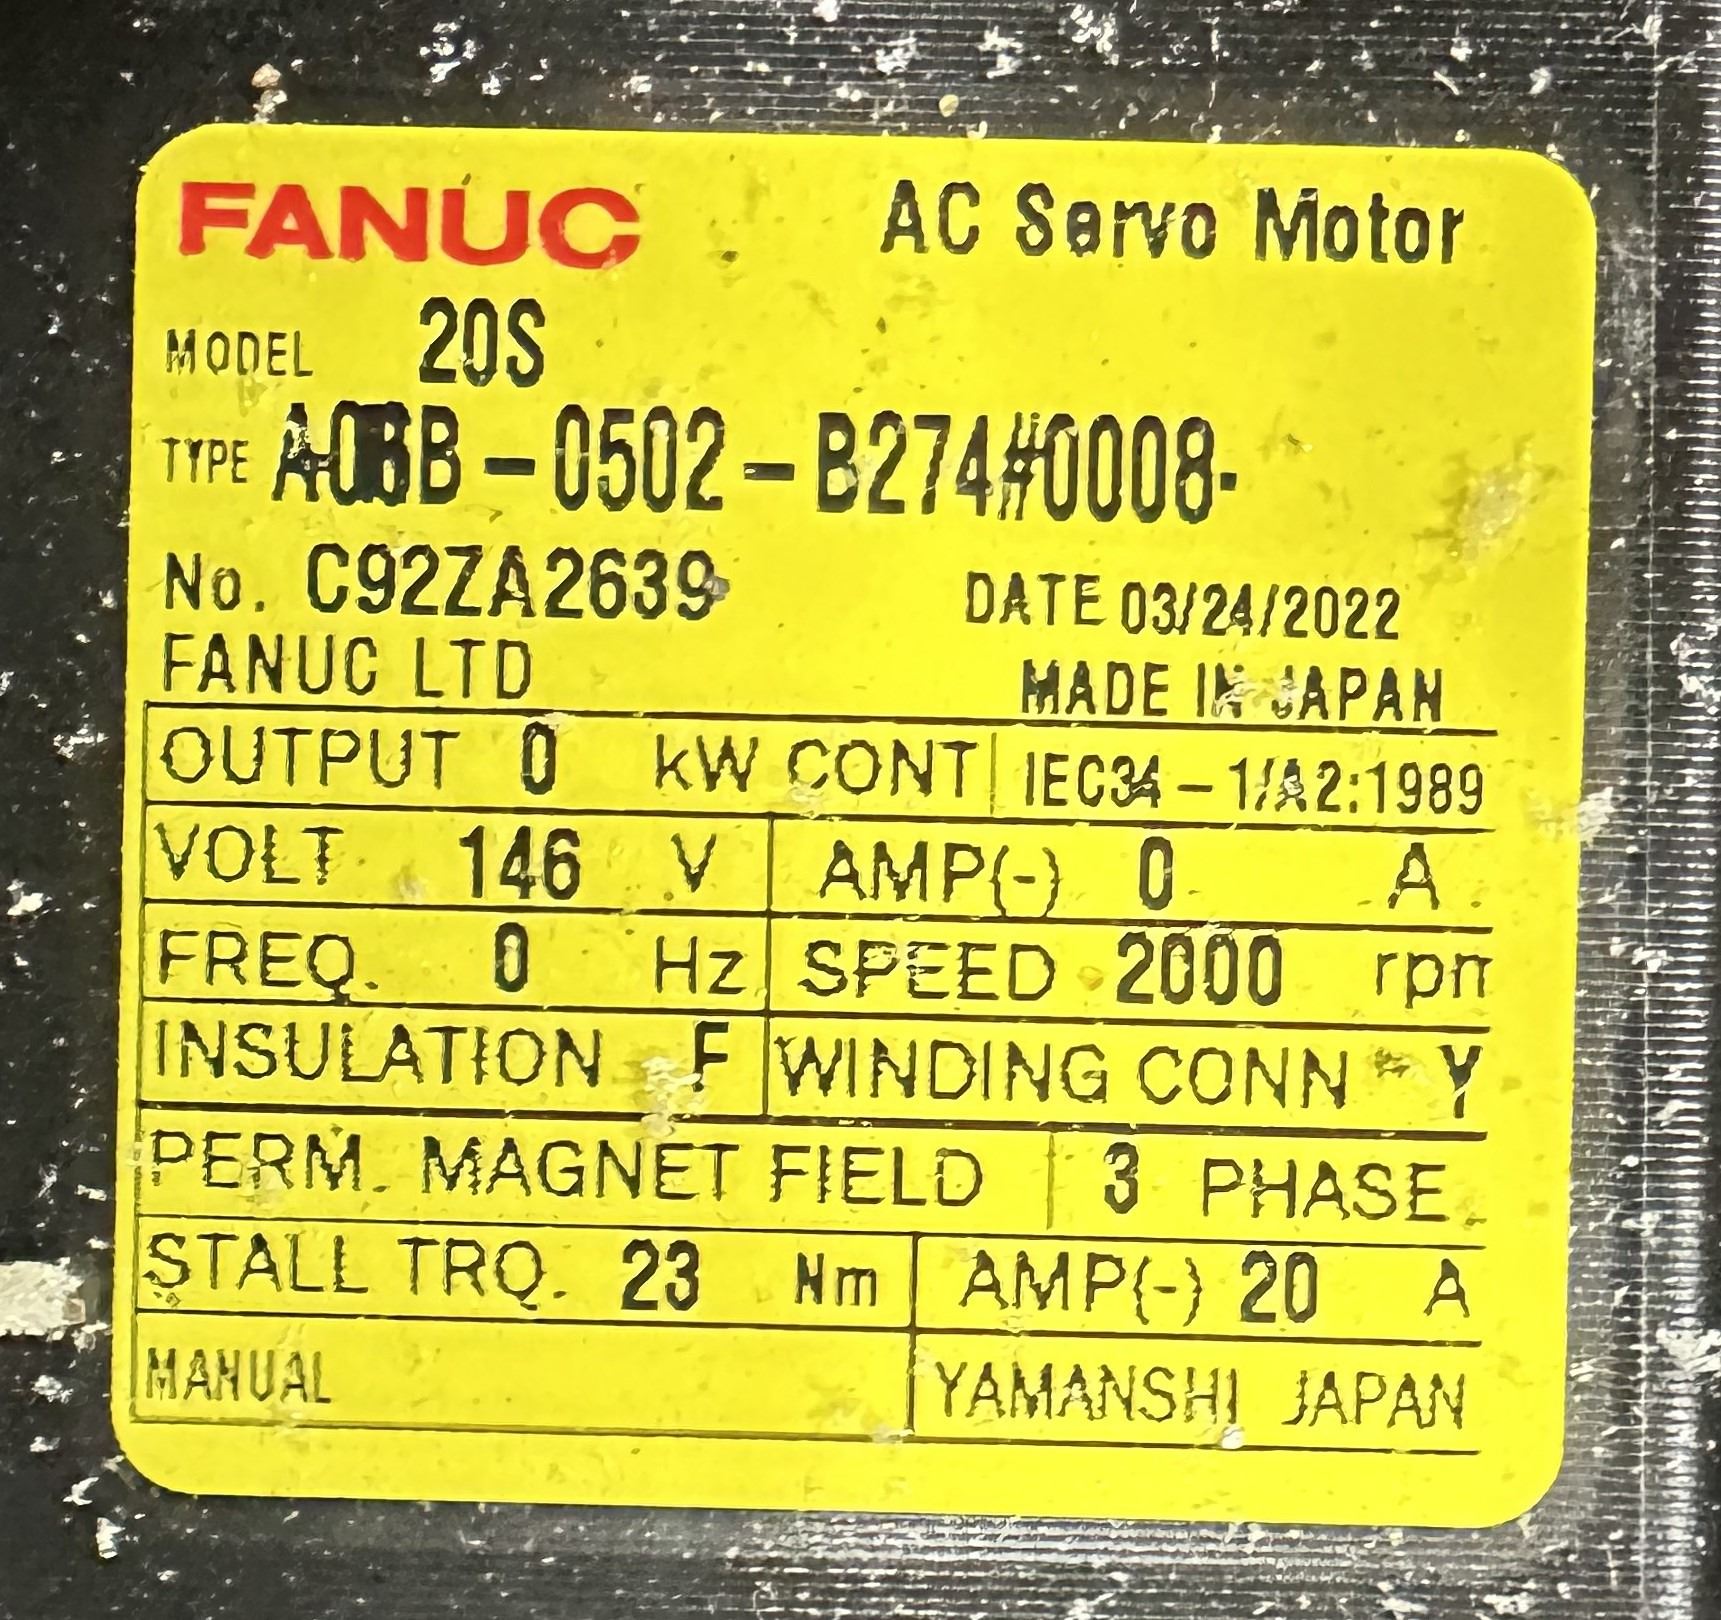 FANUC AC Servo Motor
MODEL 20S
TYPE A06B-0502-B274#0008
No. C92ZA2639 DATE 03/24/2022
FANUC LTD MADE IN JAPAN
OUTPUT 0 kW CONT IEC34-1/A2:1989
VOLT 146 V AMP(~) 0 A
FREQ. 0 Hz SPEED 2000 rpm
INSULATION F WINDING CONN Y
PERM. MAGNET FIELD 3 PHASE
STALL TRQ. 23 Nm AMP(~) 20 A
MANUAL YAMANSHI JAPAN